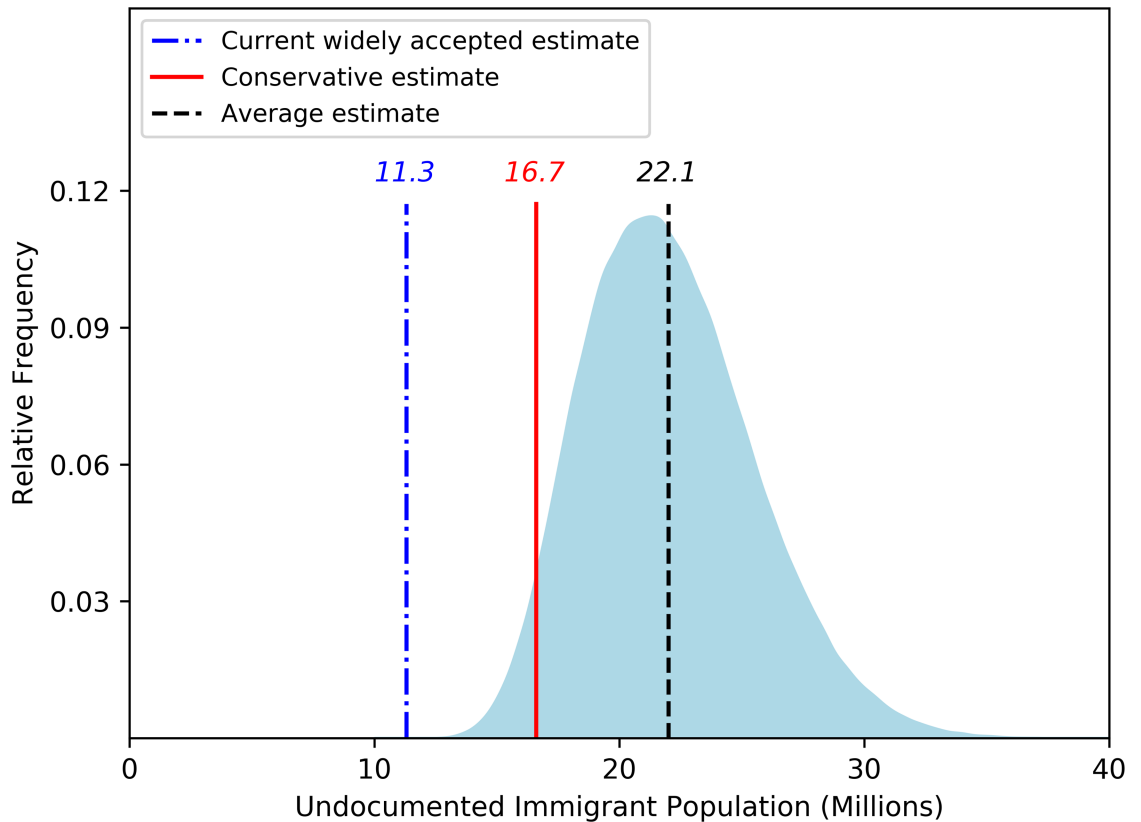 Current widely accepted estimate
Conservative estimate
Average estimate
11.3 16.7 22.1
0.12
0.09
0.06
0.03
Relative Frequency
0 10 20 30 40
Undocumented Immigrant Population (Millions)